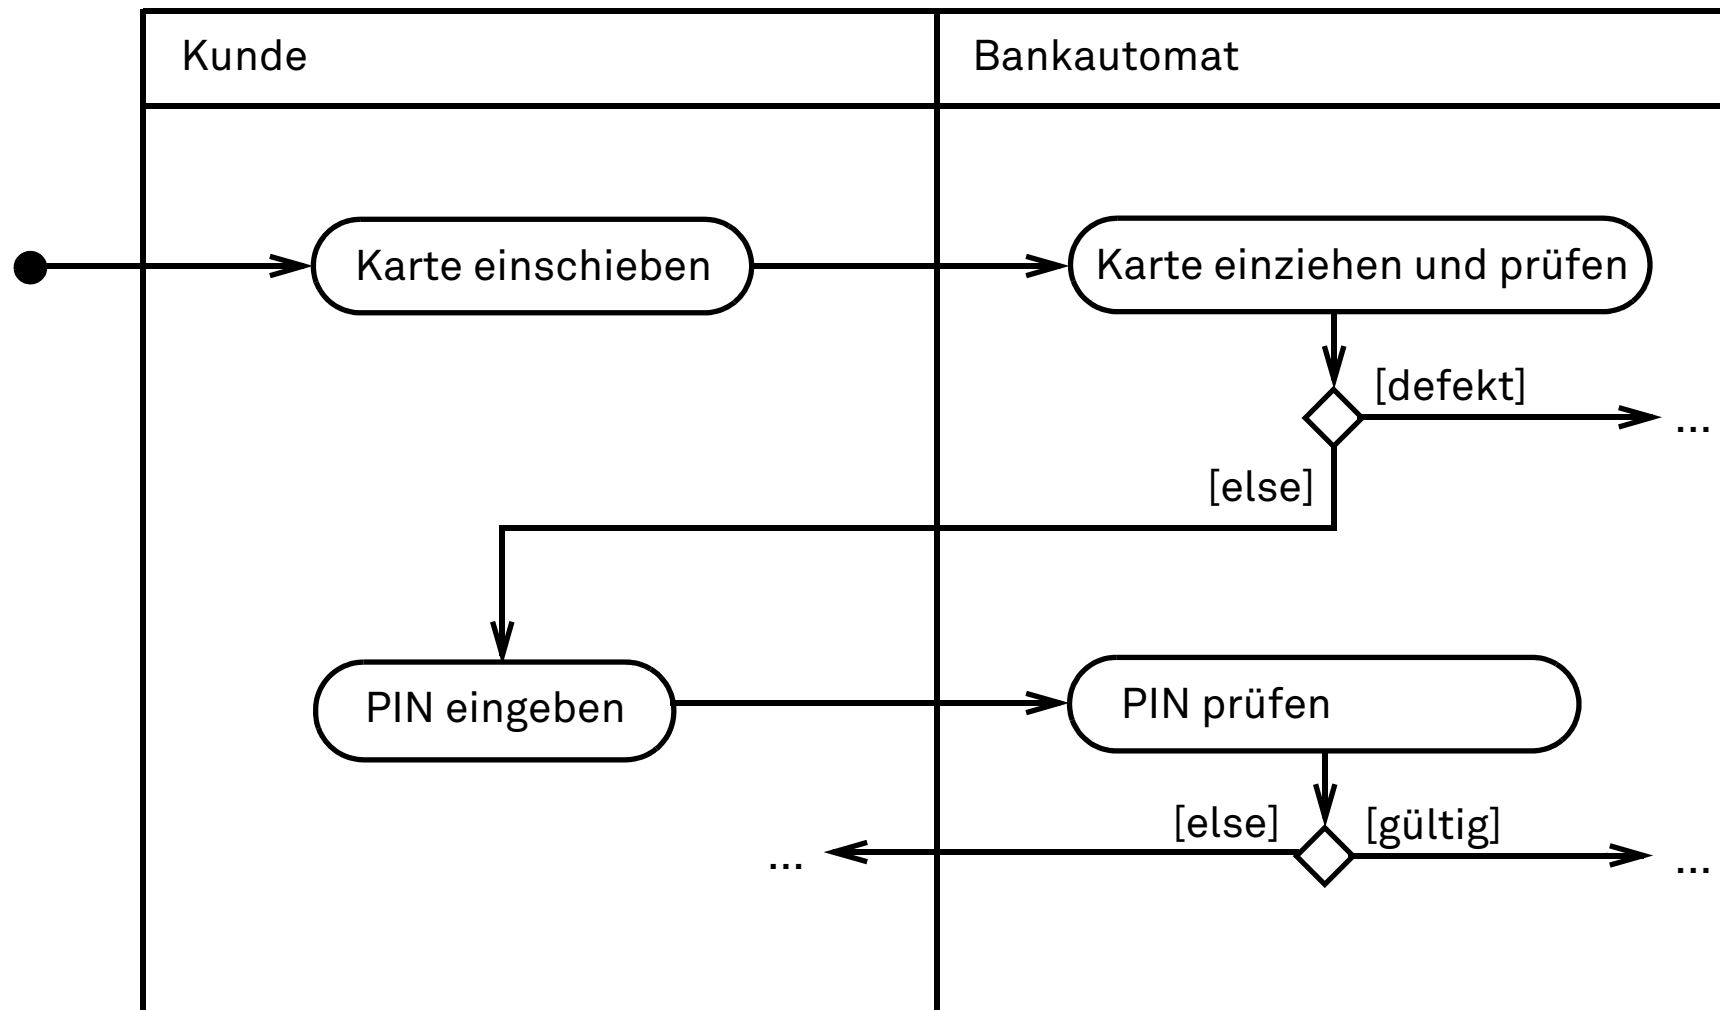 Kunde
Bankautomat
Karte einschieben
Karte einziehen und prüfen
[defekt]
...
[else]
PIN eingeben
PIN prüfen
[else]
[gültig]
...
...